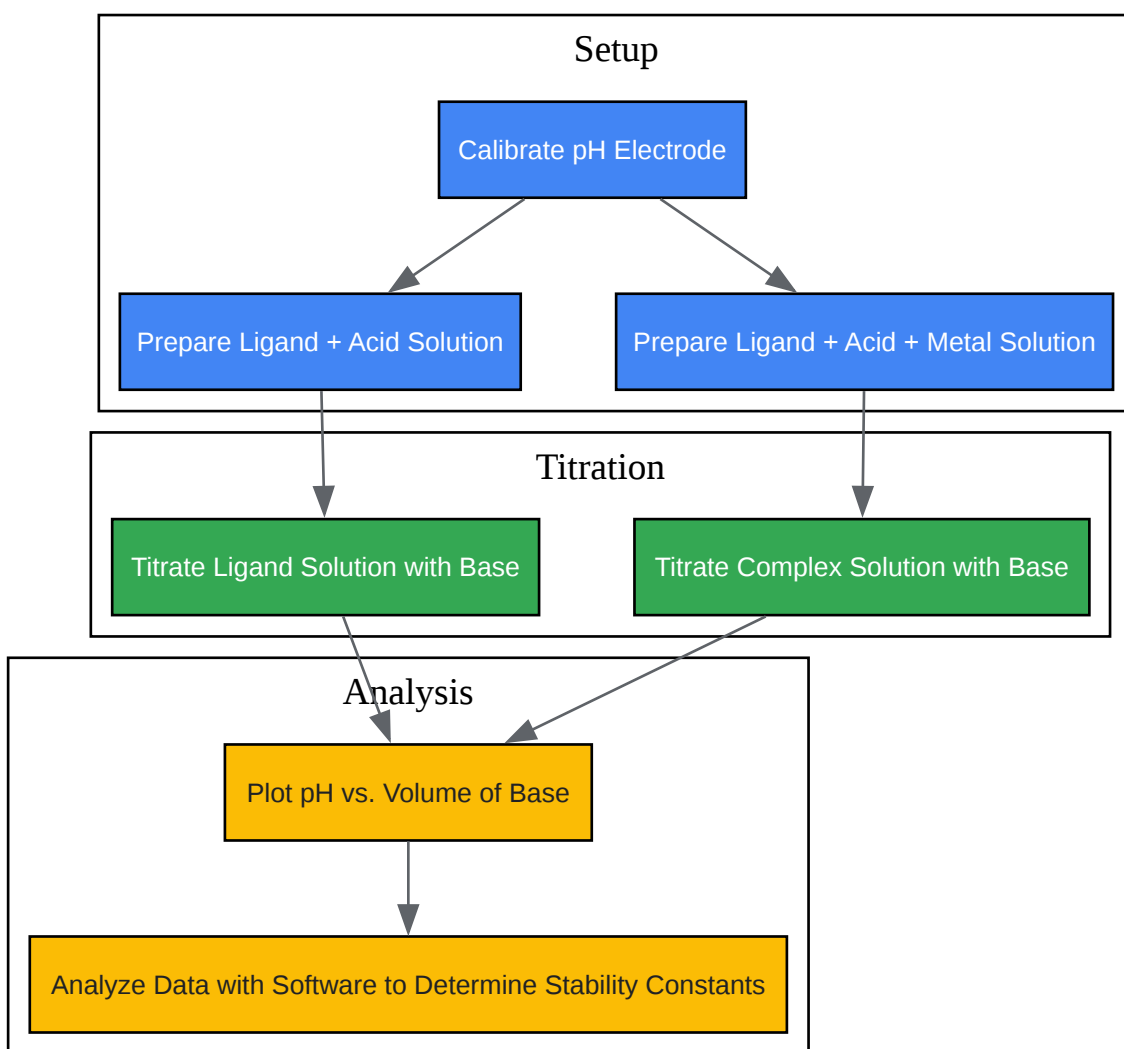 Setup
Calibrate pH Electrode
Prepare Ligand + Acid Solution
Prepare Ligand + Acid + Metal Solution
Titration
Titrate Ligand Solution with Base
Titrate Complex Solution with Base
Analysis
Plot pH vs. Volume of Base
Analyze Data with Software to Determine Stability Constants